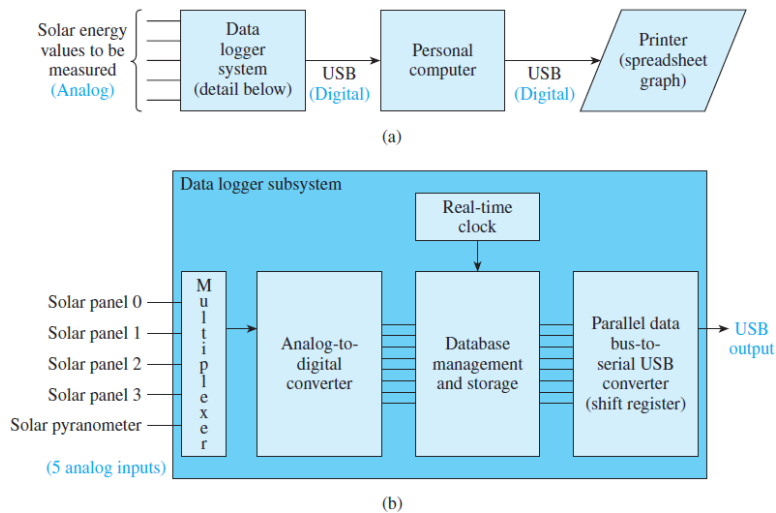 Solar energy
values to be
measured
(Analog)
Data
logger
system
(detail below)
USB
(Digital)
Personal
computer
USB
(Digital)
Printer
(spreadsheet
graph)
(a)
Data logger subsystem
Real-time
clock
Solar panel 0
Solar panel 1
Solar panel 2
Solar panel 3
Solar pyranometer
(5 analog inputs)
Multiplexer
Analog-to-
digital
converter
Database
management
and storage
Parallel data
bus-to-
serial USB
converter
(shift register)
USB
output
(b)